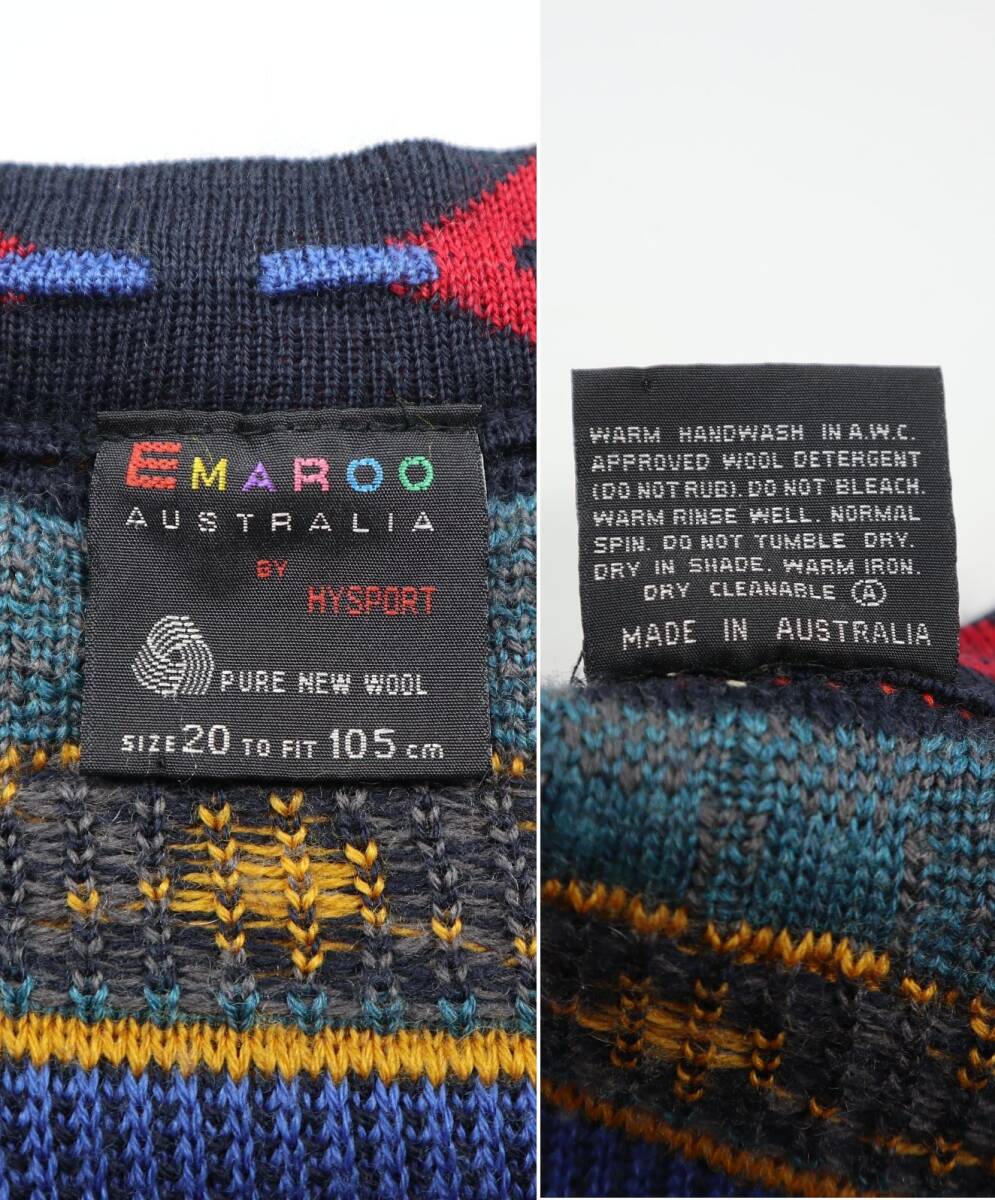 EMAROO
AUSTRALIA
BY
HYSPORT
PURE NEW WOOL
SIZE 20 TO FIT 105 cm
WARM HANDWASH IN A.W.C.
APPROVED WOOL DETERGENT
(DO NOT RUB). DO NOT BLEACH.
WARM RINSE WELL. NORMAL
SPIN. DO NOT TUMBLE DRY.
DRY IN SHADE. WARM IRON.
DRY CLEANABLE Ⓐ
MADE IN AUSTRALIA